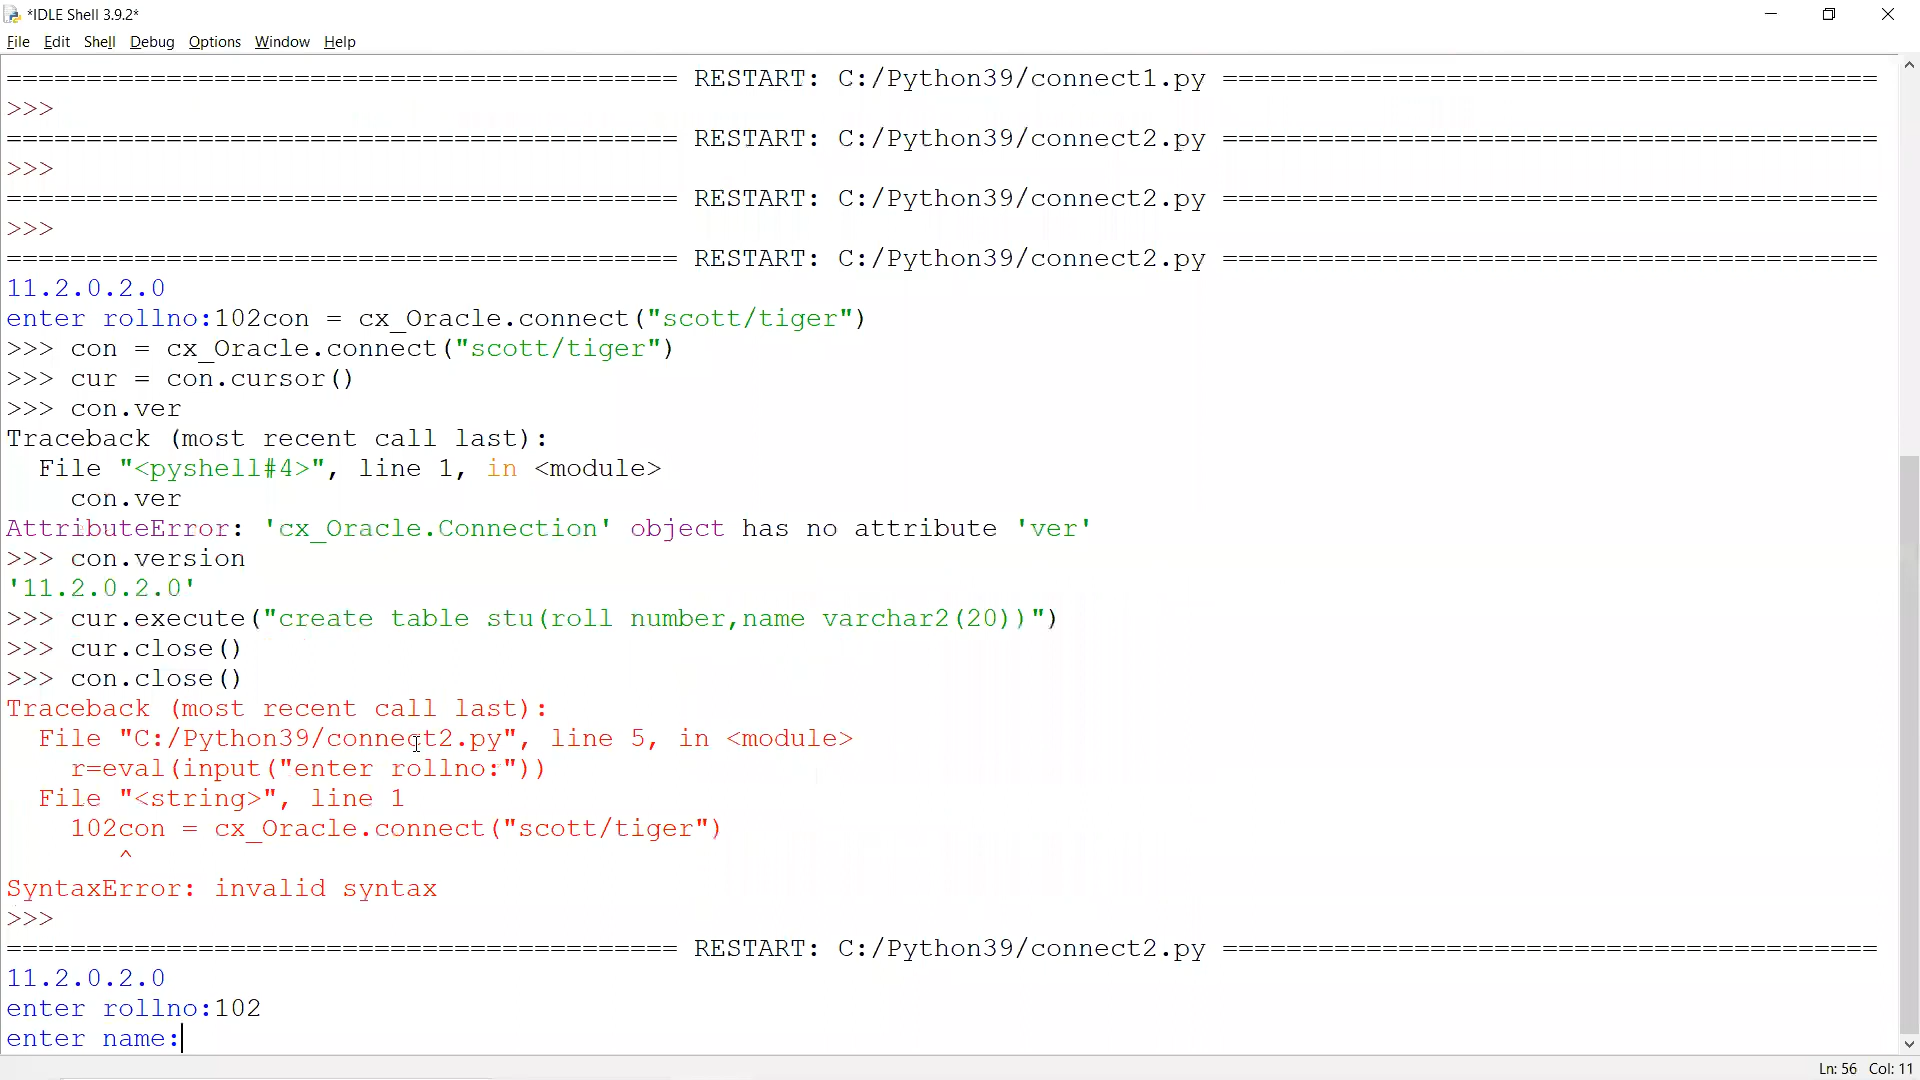 *IDLE Shell 3.9.2*
File Edit Shell Debug Options Window Help
========================================== RESTART: C:/Python39/connect1.py =========================================
>>>
========================================== RESTART: C:/Python39/connect2.py =========================================
>>>
========================================== RESTART: C:/Python39/connect2.py =========================================
>>>
========================================== RESTART: C:/Python39/connect2.py =========================================
11.2.0.2.0
enter rollno:102con = cx_Oracle.connect("scott/tiger")
>>> con = cx_Oracle.connect("scott/tiger")
>>> cur = con.cursor()
>>> con.ver
Traceback (most recent call last):
  File "<pyshell#4>", line 1, in <module>
    con.ver
AttributeError: 'cx_Oracle.Connection' object has no attribute 'ver'
>>> con.version
'11.2.0.2.0'
>>> cur.execute("create table stu(roll number,name varchar2(20))")
>>> cur.close()
>>> con.close()
Traceback (most recent call last):
  File "C:/Python39/connect2.py", line 5, in <module>
    r=eval(input("enter rollno:"))
  File "<string>", line 1
    102con = cx_Oracle.connect("scott/tiger")
       ^
SyntaxError: invalid syntax
>>>
========================================== RESTART: C:/Python39/connect2.py =========================================
11.2.0.2.0
enter rollno:102
enter name:
Ln: 56 Col: 11